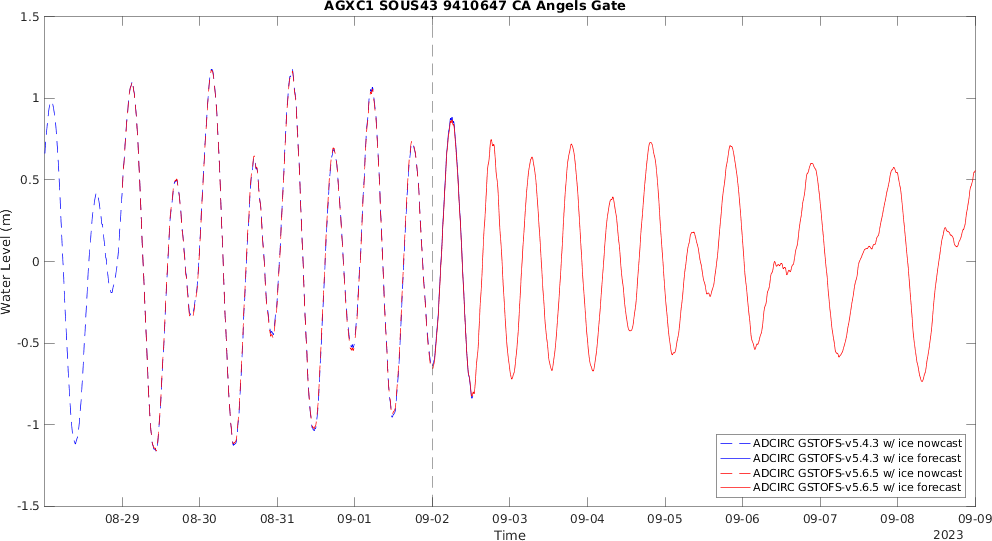 AGXC1 SOUS43 9410647 CA Angels Gate
1.5
1
0.5
0
-0.5
-1
-1.5
Water Level (m)
08-29 08-30 08-31 09-01 09-02 09-03 09-04 09-05 09-06 09-07 09-08 09-09
Time
2023
ADCIRC GSTOFS-v5.4.3 w/ ice nowcast
ADCIRC GSTOFS-v5.4.3 w/ ice forecast
ADCIRC GSTOFS-v5.6.5 w/ ice nowcast
ADCIRC GSTOFS-v5.6.5 w/ ice forecast